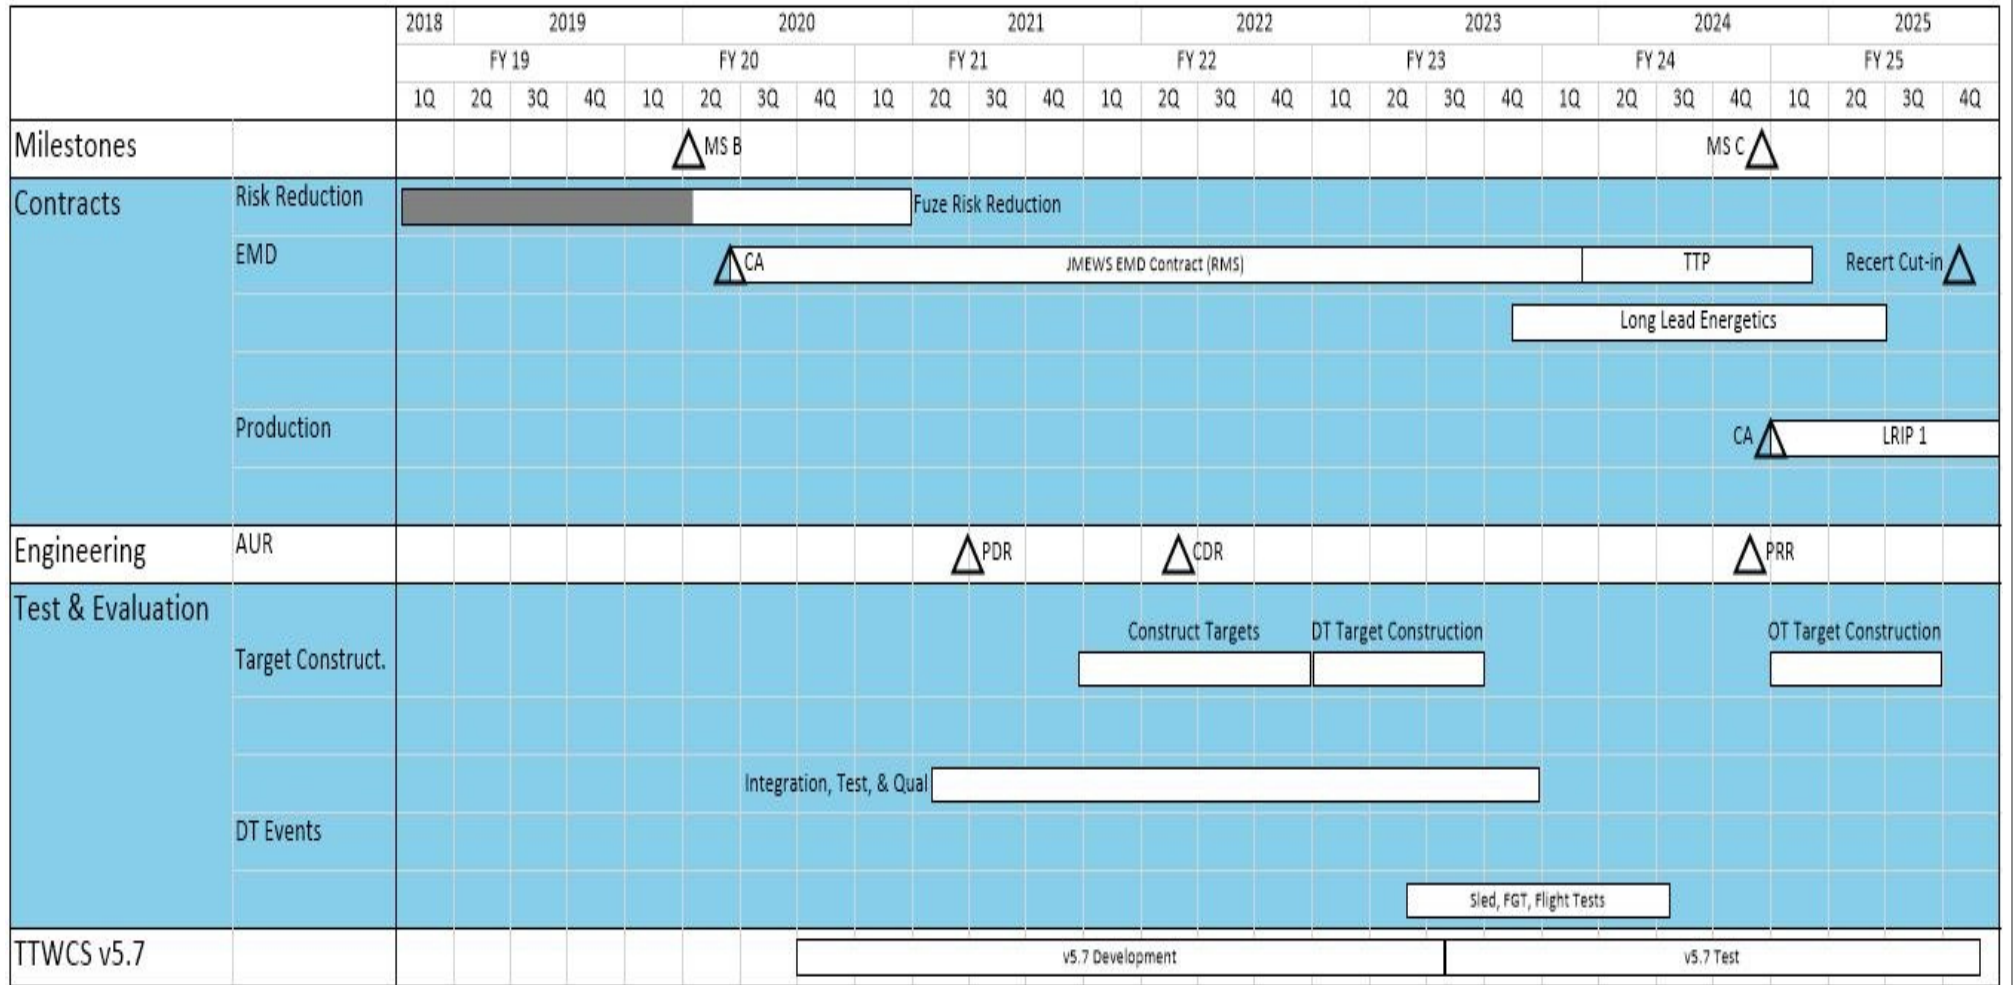 2018 2019 2020 2021 2022 2023 2024 2025
FY 19 FY 20 FY 21 FY 22 FY 23 FY 24 FY 25
1Q 2Q 3Q 4Q 1Q 2Q 3Q 4Q 1Q 2Q 3Q 4Q 1Q 2Q 3Q 4Q 1Q 2Q 3Q 4Q 1Q 2Q 3Q 4Q 1Q 2Q 3Q 4Q
Milestones MS B MS C
Contracts Risk Reduction Fuze Risk Reduction
EMD CA JMEWS EMD Contract (RMS) TTP Recert Cut-in
Long Lead Energetics
Production CA LRIP 1
Engineering AUR PDR CDR PRR
Test & Evaluation
Construct Targets DT Target Construction OT Target Construction
Target Construct.
Integration, Test, & Qual
DT Events
Sled, FGT, Flight Tests
TTWCS v5.7 v5.7 Development v5.7 Test